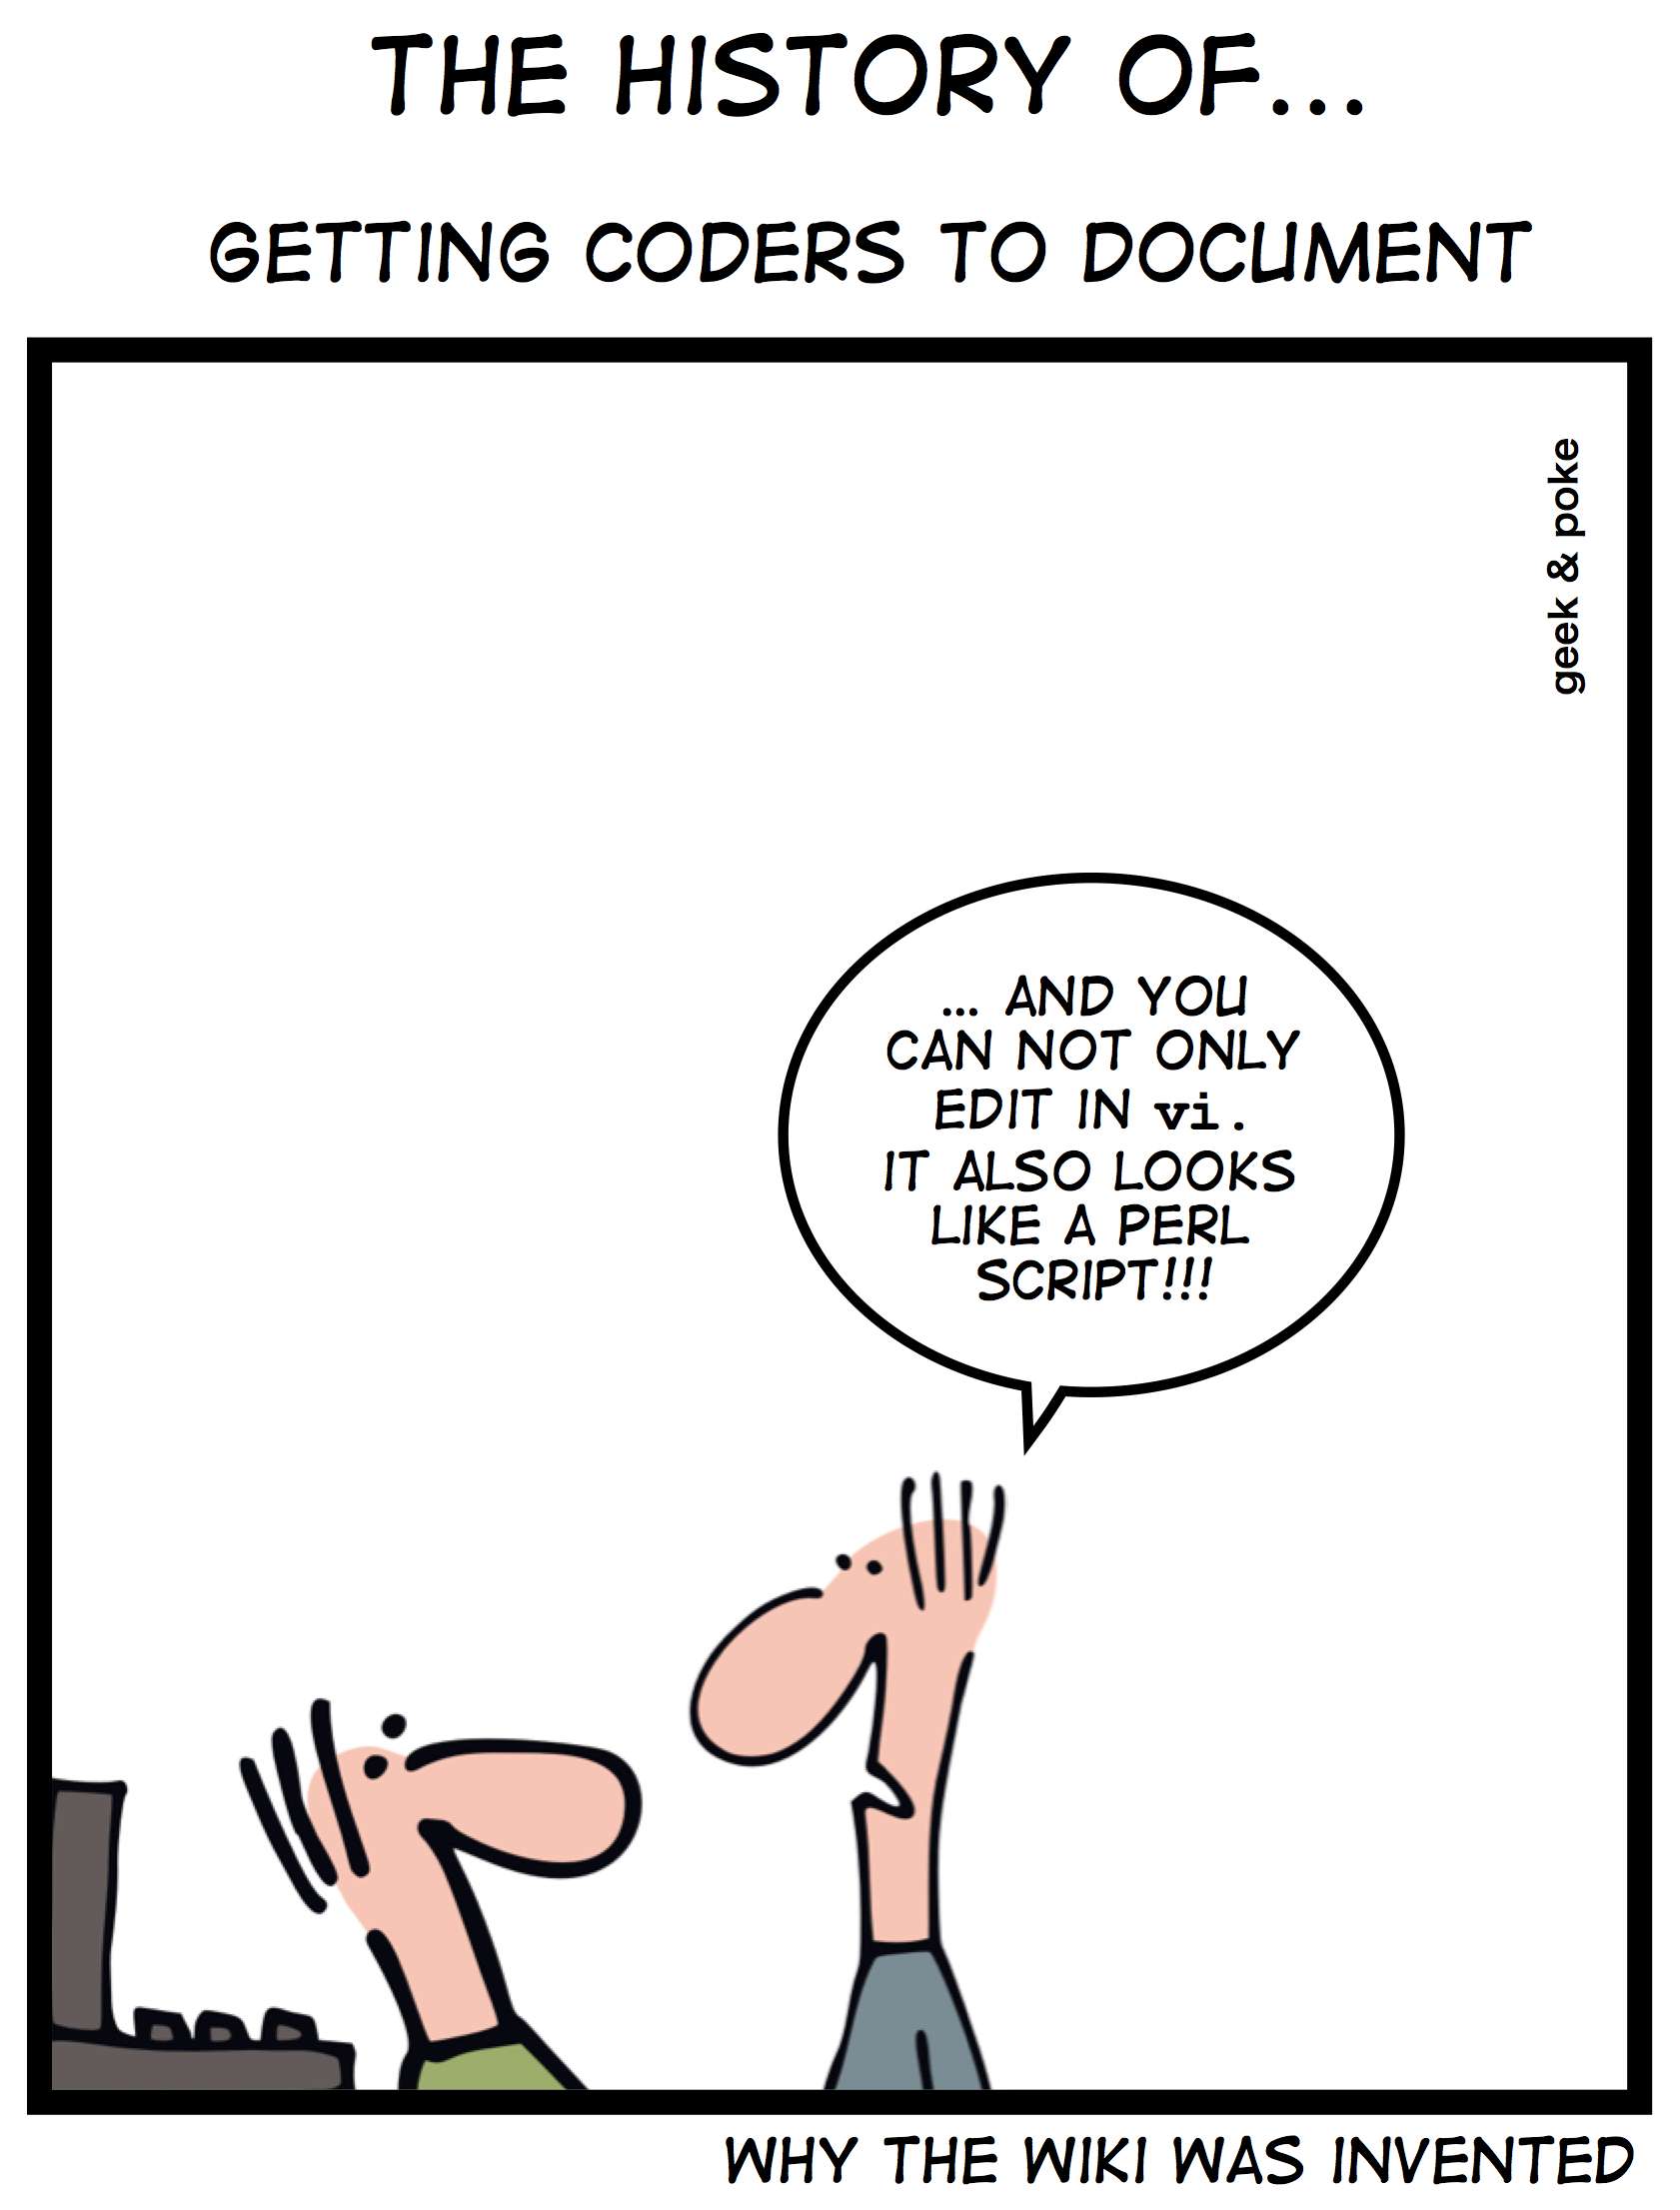 THE HISTORY OF...
GETTING CODERS TO DOCUMENT
geek & poke
... AND YOU
CAN NOT ONLY
EDIT IN vi.
IT ALSO LOOKS
LIKE A PERL
SCRIPT!!!
WHY THE WIKI WAS INVENTED